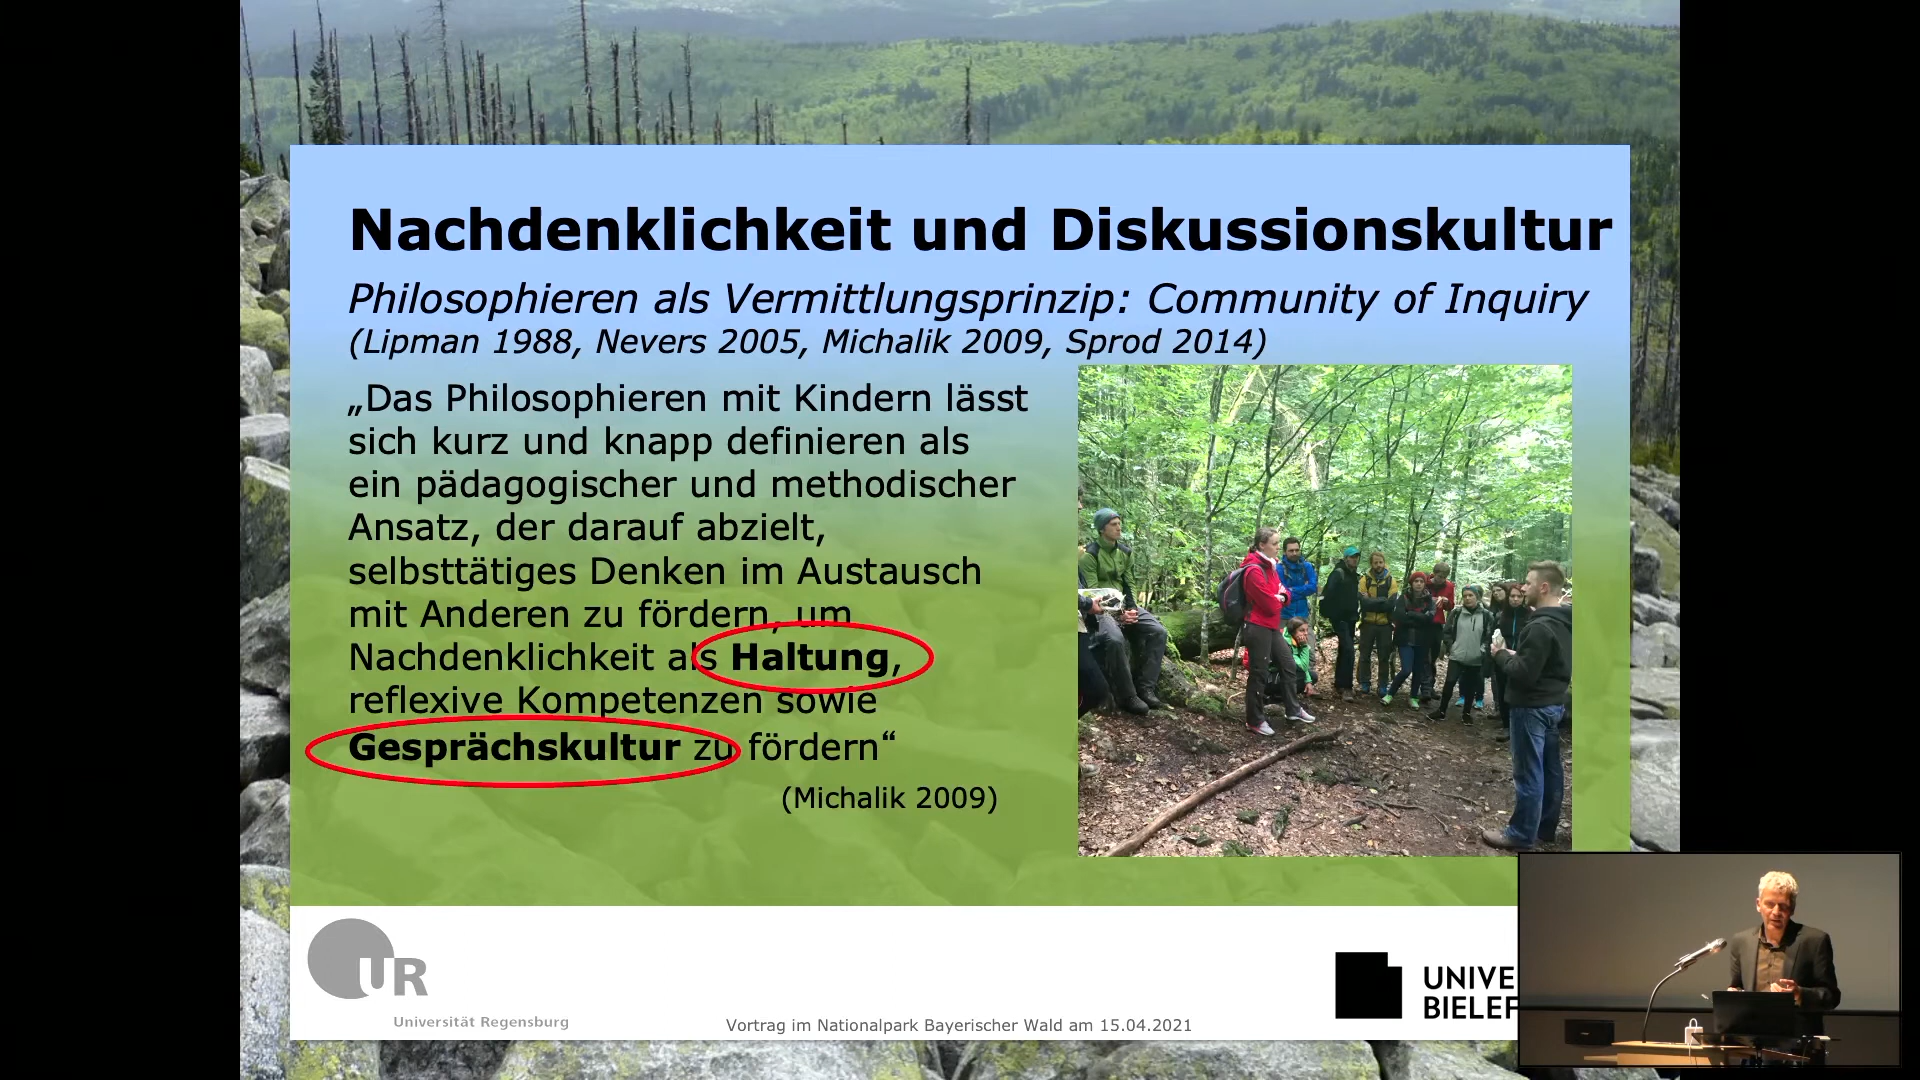 Nachdenklichkeit und Diskussionskultur
Philosophieren als Vermittlungsprinzip: Community of Inquiry
(Lipman 1988, Nevers 2005, Michalik 2009, Sprod 2014)
„Das Philosophieren mit Kindern lässt
sich kurz und knapp definieren als
ein pädagogischer und methodischer
Ansatz, der darauf abzielt,
selbsttätiges Denken im Austausch
mit Anderen zu fördern, um
Nachdenklichkeit als Haltung,
reflexive Kompetenzen sowie
Gesprächskultur zu fördern“
(Michalik 2009)
UR
Universität Regensburg
Vortrag im Nationalpark Bayerischer Wald am 15.04.2021
UNIVE
BIELEF